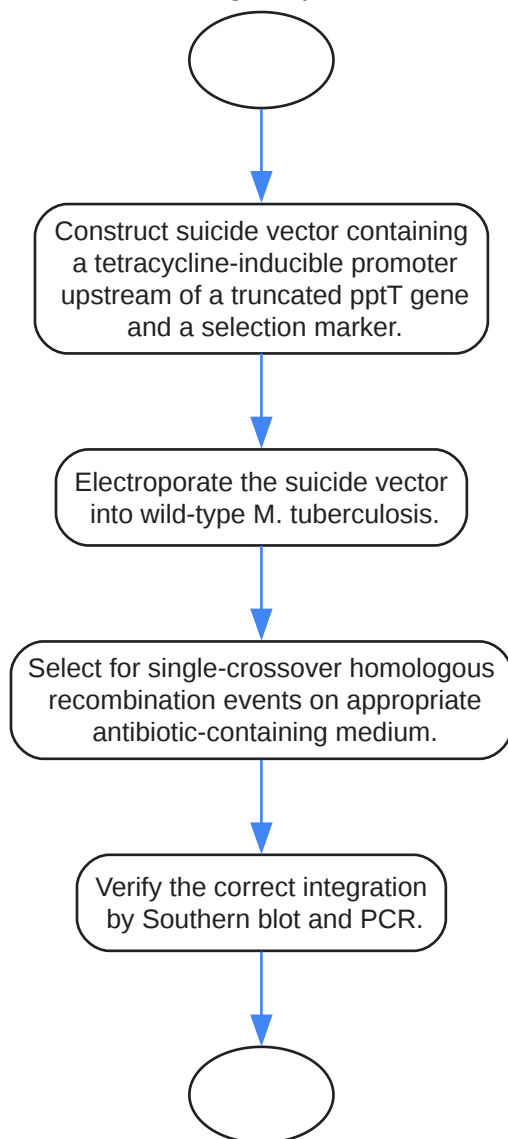 Construct suicide vector containing
a tetracycline-inducible promoter
upstream of a truncated pptT gene
and a selection marker.
Electroporate the suicide vector
into wild-type M. tuberculosis.
Select for single-crossover homologous
recombination events on appropriate
antibiotic-containing medium.
Verify the correct integration
by Southern blot and PCR.